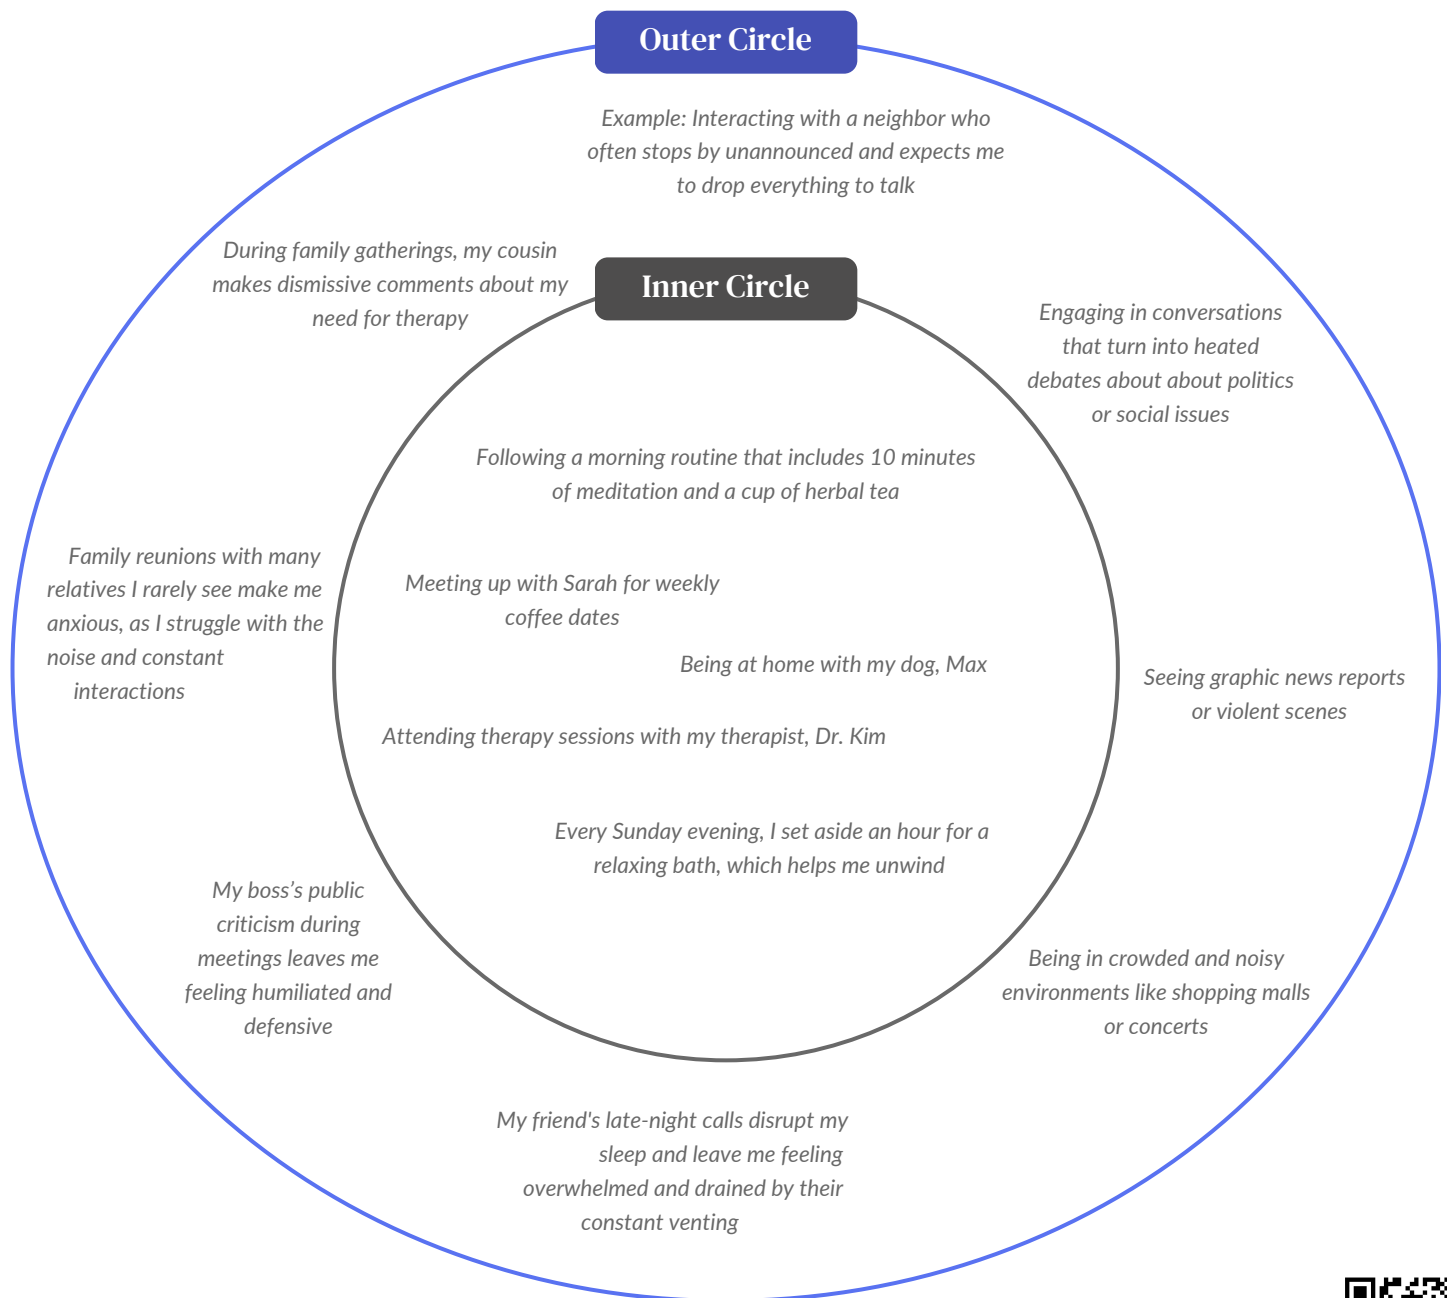 Outer Circle
Example: Interacting with a neighbor who
often stops by unannounced and expects me
to drop everything to talk
During family gatherings, my cousin
makes dismissive comments about my
need for therapy
Inner Circle
Engaging in conversations
that turn into heated
debates about about politics
or social issues
Following a morning routine that includes 10 minutes
of meditation and a cup of herbal tea
Family reunions with many
relatives I rarely see make me
anxious, as I struggle with the
noise and constant
interactions
Meeting up with Sarah for weekly
coffee dates
Being at home with my dog, Max
Seeing graphic news reports
or violent scenes
Attending therapy sessions with my therapist, Dr. Kim
Every Sunday evening, I set aside an hour for a
relaxing bath, which helps me unwind
My boss’s public
criticism during
meetings leaves me
feeling humiliated and
defensive
Being in crowded and noisy
environments like shopping malls
or concerts
My friend's late-night calls disrupt my
sleep and leave me feeling
overwhelmed and drained by their
constant venting